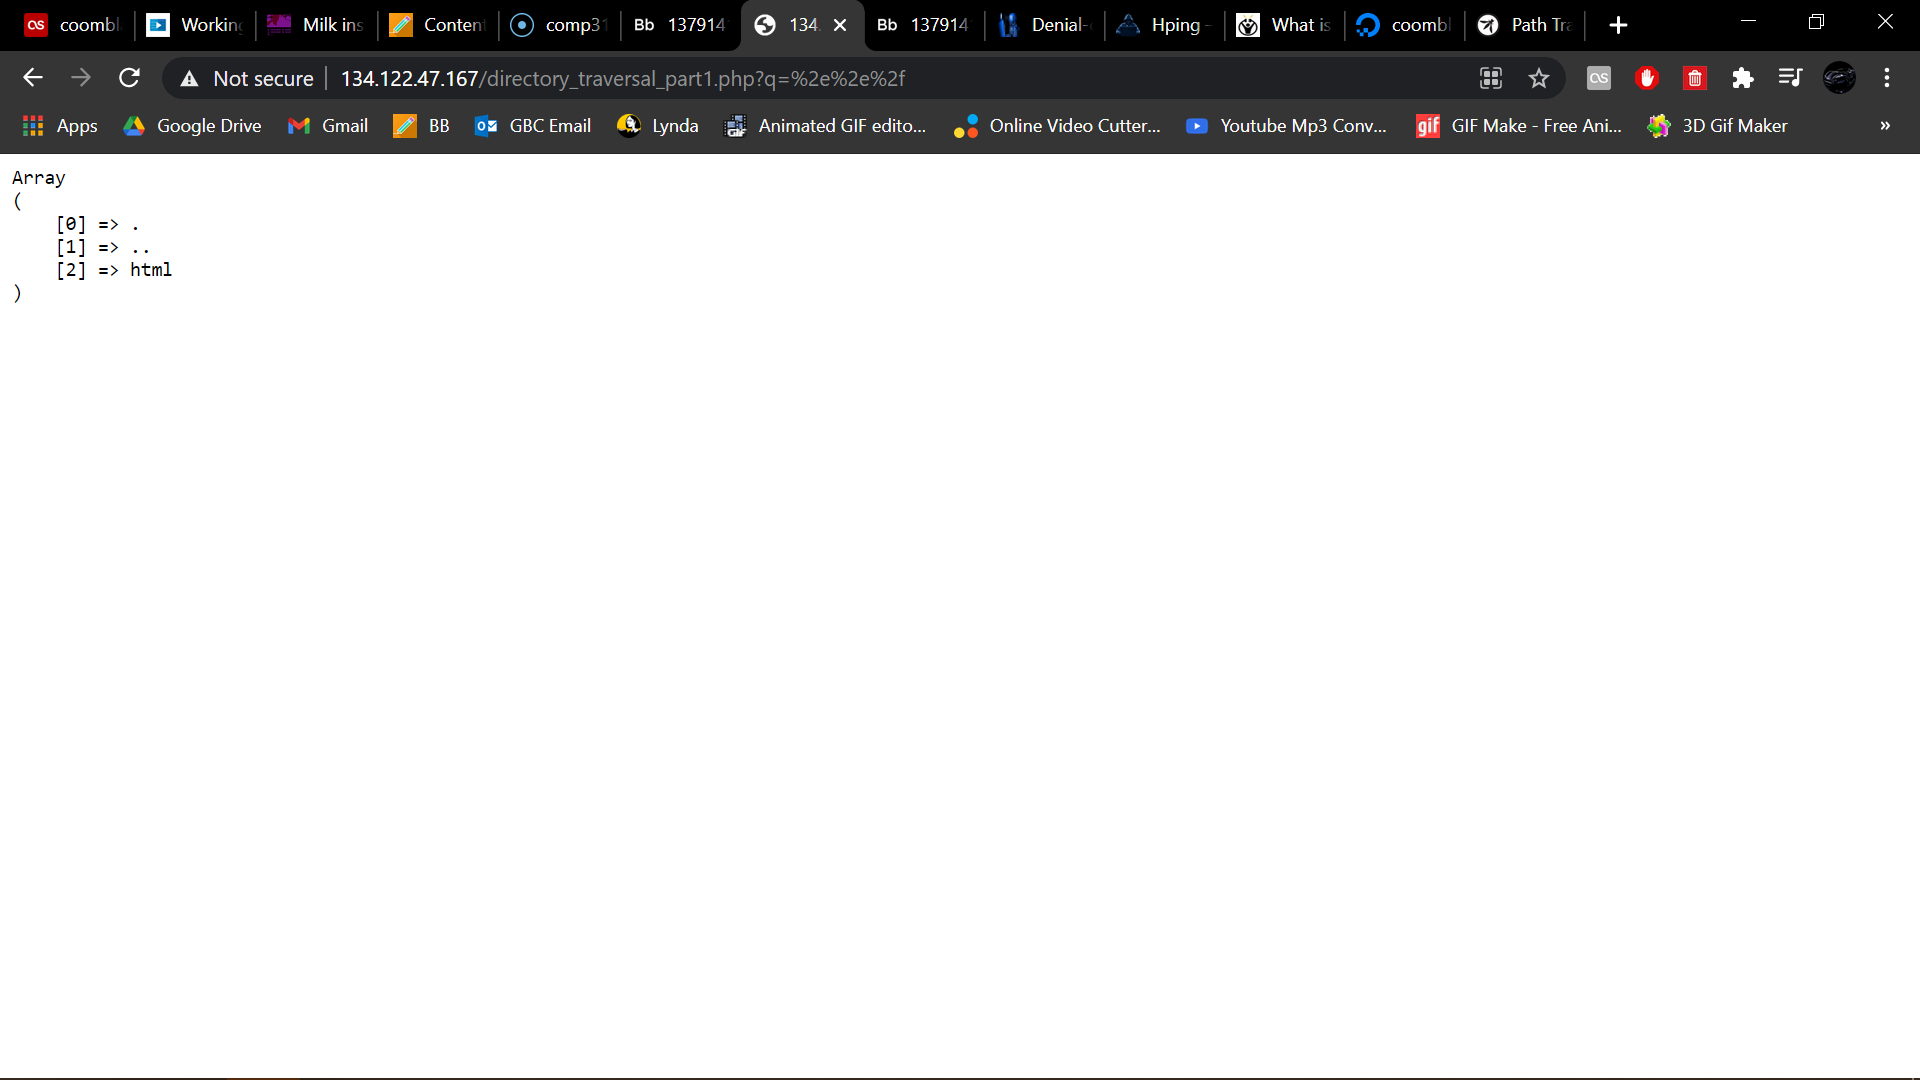 coombl Working Milk ins Content comp31 Bb 137914 134. Bb 137914 Denial- Hping - What is coombl Path Tra
Not secure 134.122.47.167/directory_traversal_part1.php?q=%2e%2e%2f
Apps Google Drive Gmail BB GBC Email Lynda Animated GIF edito... Online Video Cutter... Youtube Mp3 Conv... gif GIF Make - Free Ani... 3D Gif Maker »
Array
(
[0] => .
[1] => ..
[2] => html
)